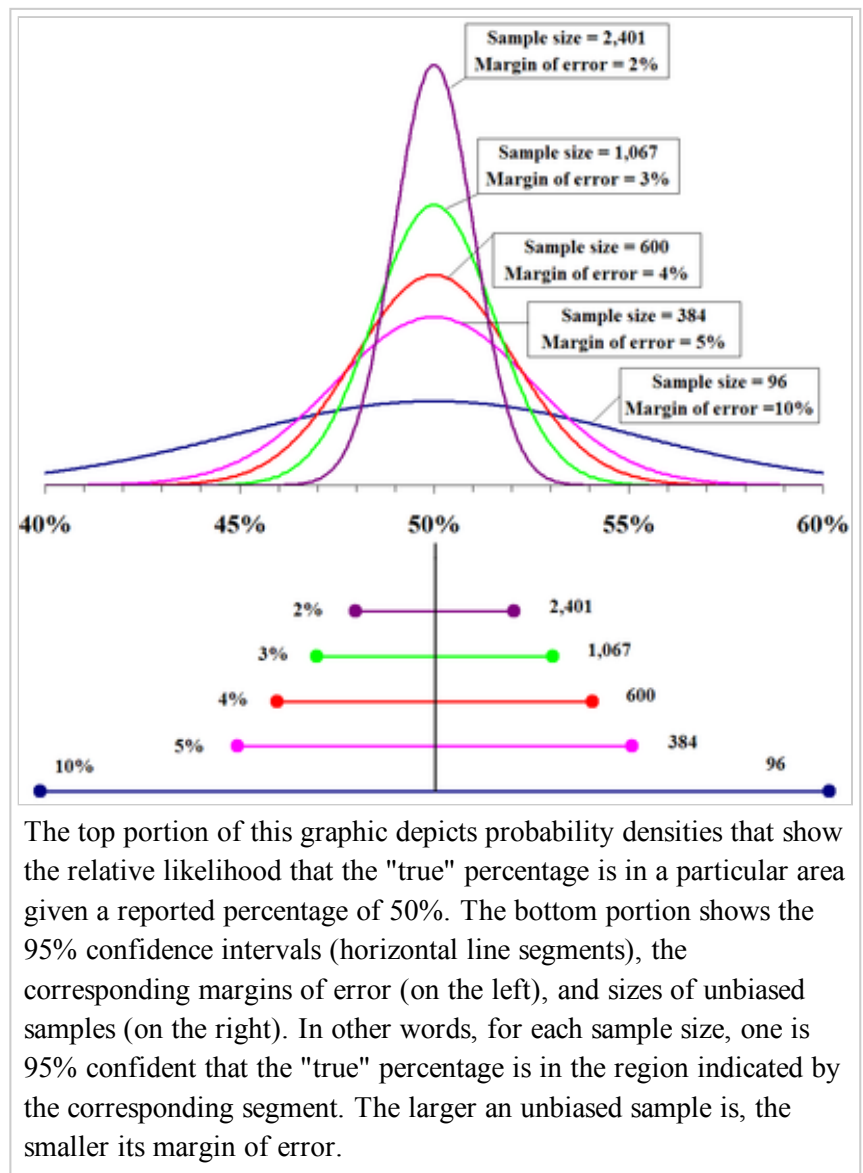 Sample size = 2,401
Margin of error = 2%
Sample size = 1,067
Margin of error = 3%
Sample size = 600
Margin of error = 4%
Sample size = 384
Margin of error = 5%
Sample size = 96
Margin of error =10%
40% 45% 50% 55% 60%
2% 2,401
3% 1,067
4% 600
5% 384
10% 96
The top portion of this graphic depicts probability densities that show
the relative likelihood that the "true" percentage is in a particular area
given a reported percentage of 50%. The bottom portion shows the
95% confidence intervals (horizontal line segments), the
corresponding margins of error (on the left), and sizes of unbiased
samples (on the right). In other words, for each sample size, one is
95% confident that the "true" percentage is in the region indicated by
the corresponding segment. The larger an unbiased sample is, the
smaller its margin of error.